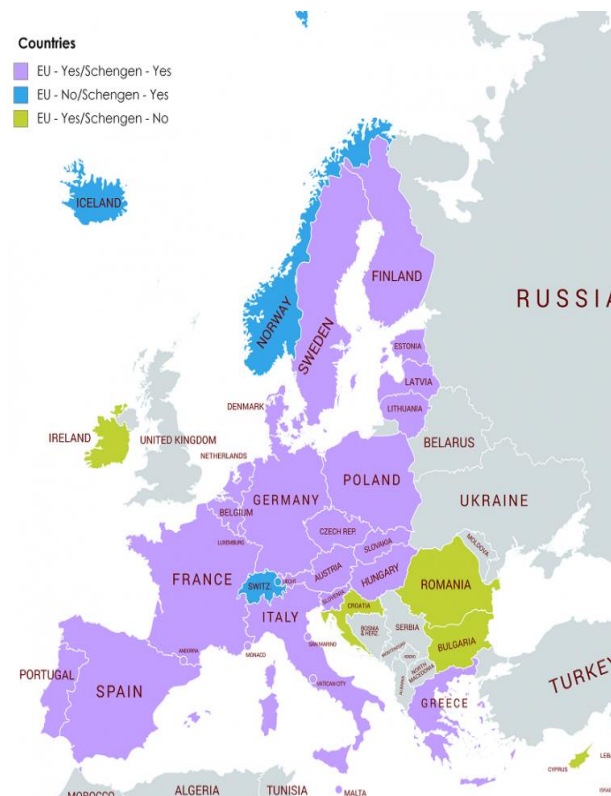 Countries
EU - Yes/Schengen - Yes
EU - No/Schengen - Yes
EU - Yes/Schengen - No
ICELAND
FINLAND
RUSSIA
NORWAY
SWEDEN
ESTONIA
LATVIA
LITHUANIA
DENMARK
IRELAND
UNITED KINGDOM
BELARUS
NETHERLANDS
POLAND
GERMANY
UKRAINE
BELGIUM
CZECH REP.
LUXEMBURG
SLOVAKIA
MOLDOVA
FRANCE
SWITZ.
AUSTRIA
HUNGARY
ROMANIA
SLOVENIA
ITALY
CROATIA
BOSNIA
& HERZ.
SERBIA
SAN MARINO
ANDORRA
MONACO
MONTENEGRO
BULGARIA
NORTH
MACEDONIA
PORTUGAL
SPAIN
VATICAN CITY
ALBANIA
GREECE
TURKEY
CYPRUS
LEBA
MOROCCO
ALGERIA
TUNISIA
MALTA